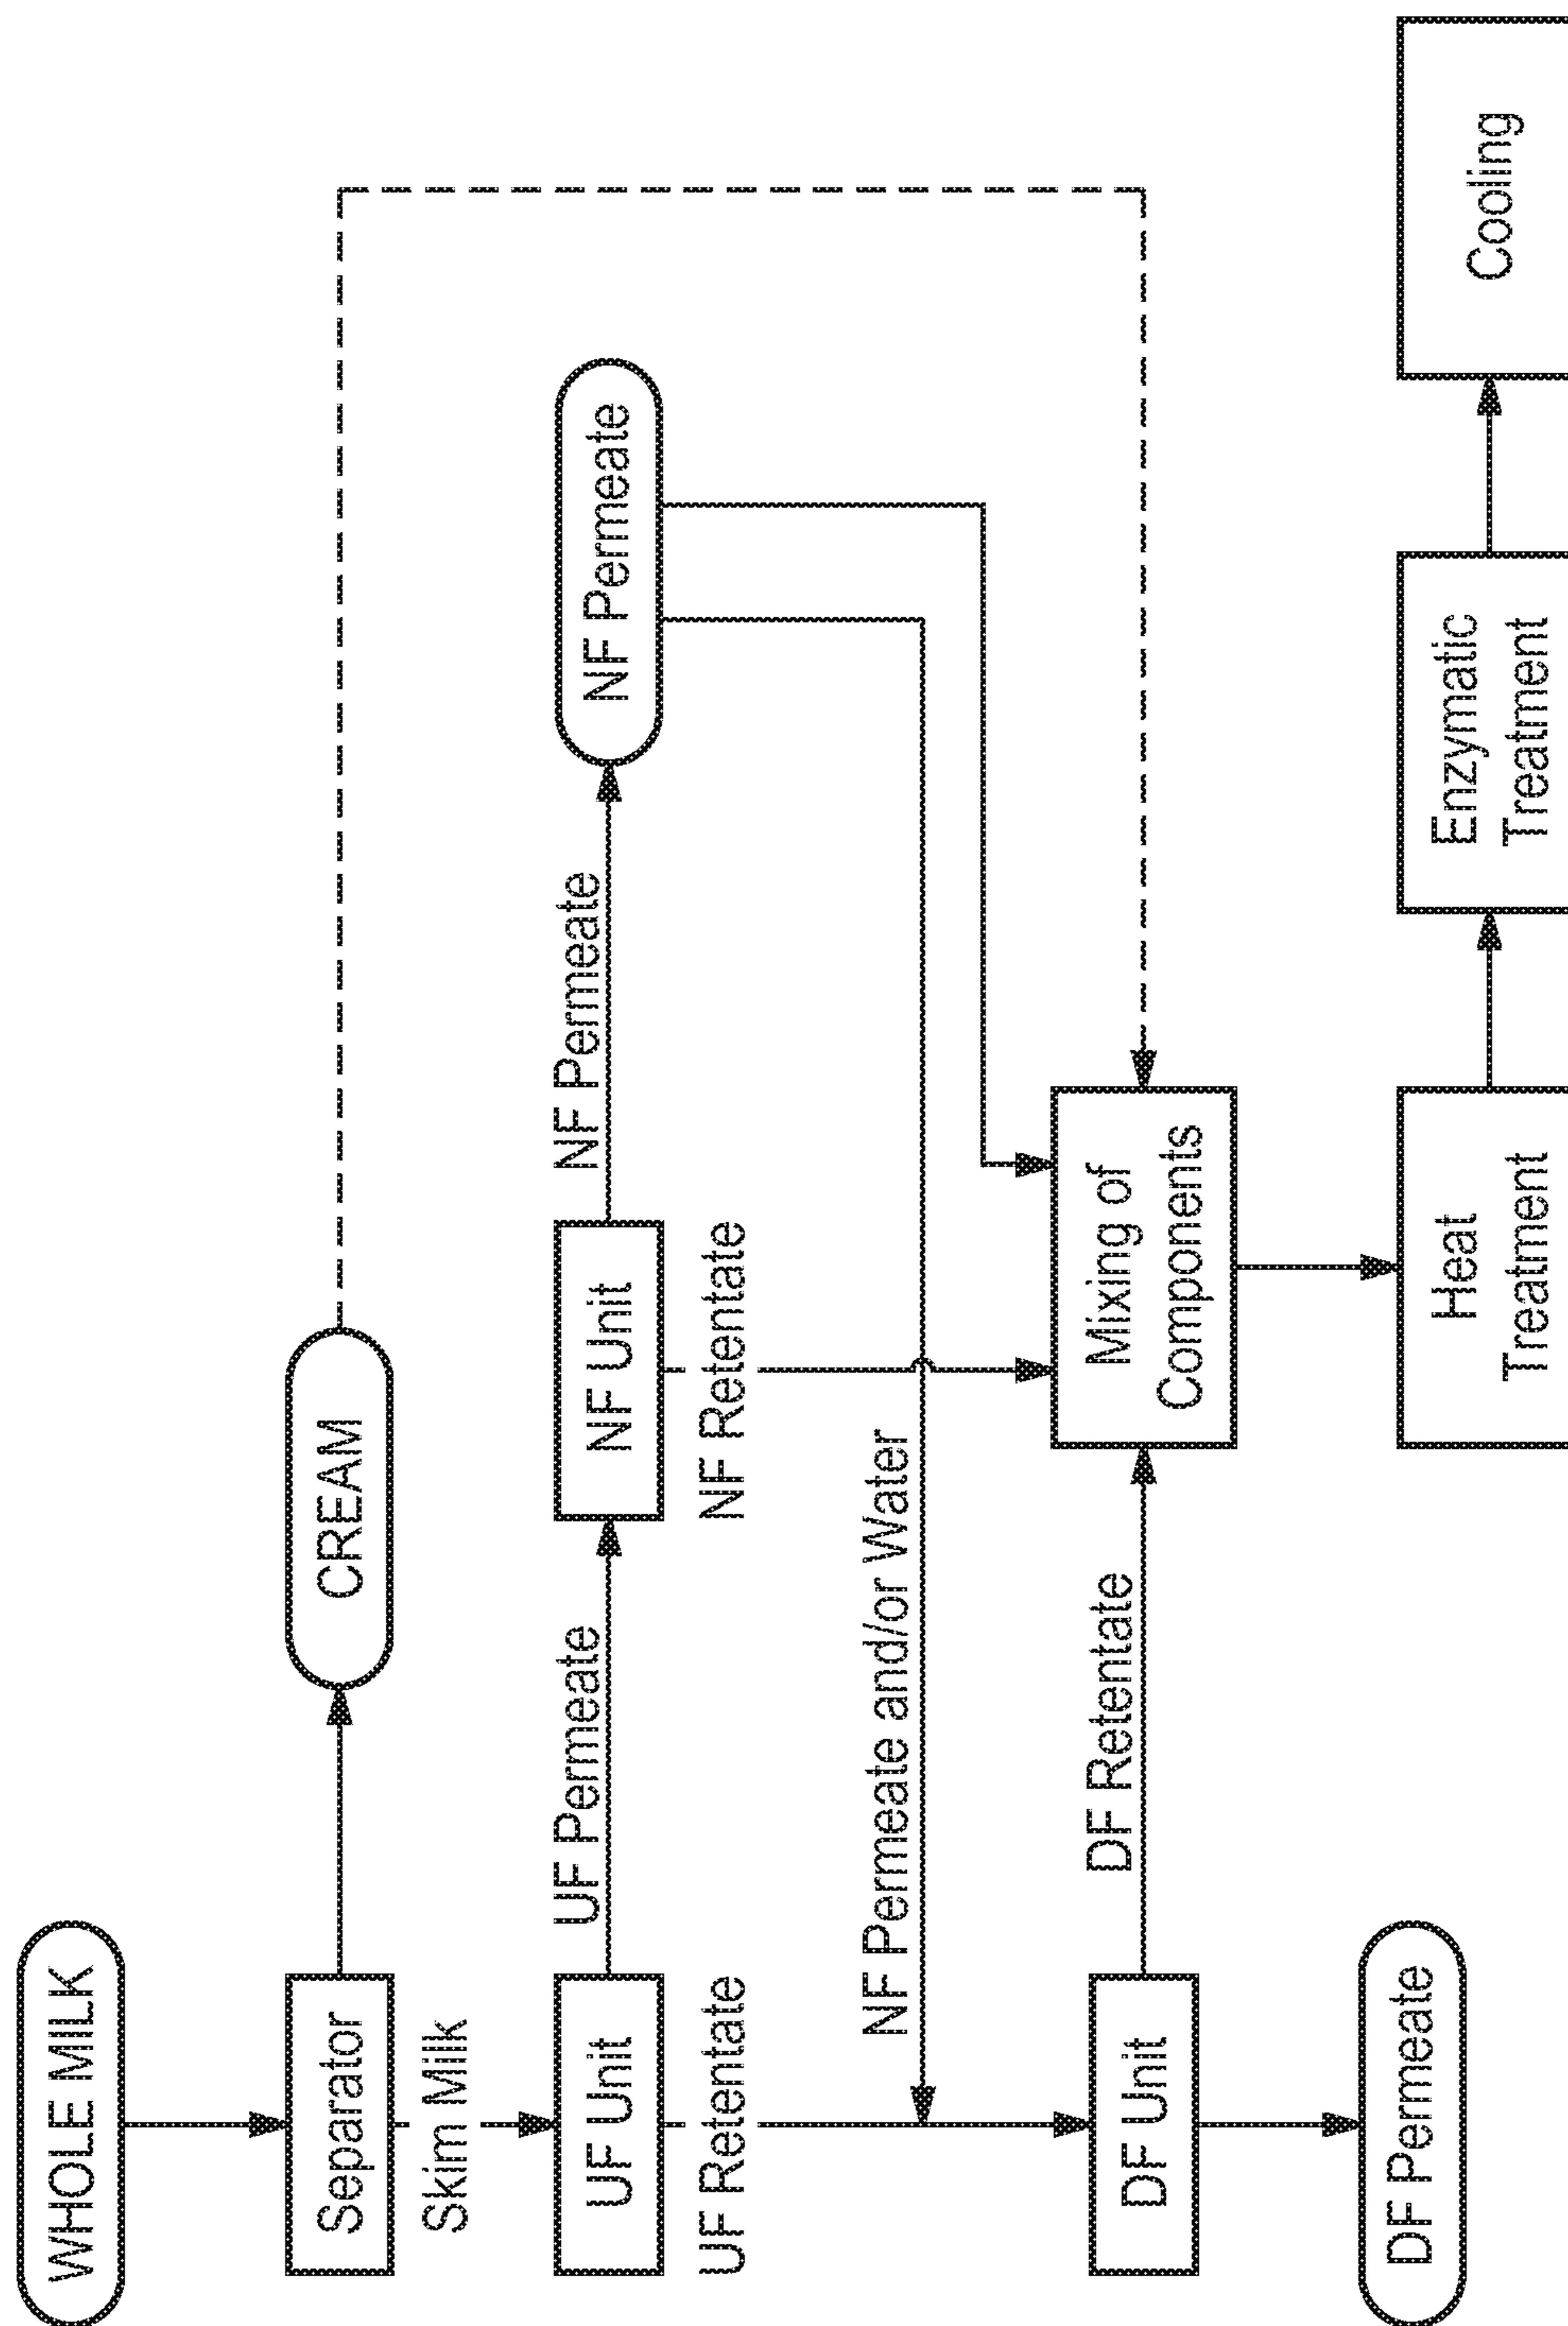 WHOLE MILK
Separator
CREAM
Skim Milk
UF Unit
UF Permeate
NF Unit
NF Permeate
NF Permeate
UF Retentate
NF Retentate
NF Permeate and/or Water
DF Unit
DF Retentate
Mixing of
Components
DF Permeate
Heat
Treatment
Enzymatic
Treatment
Cooling